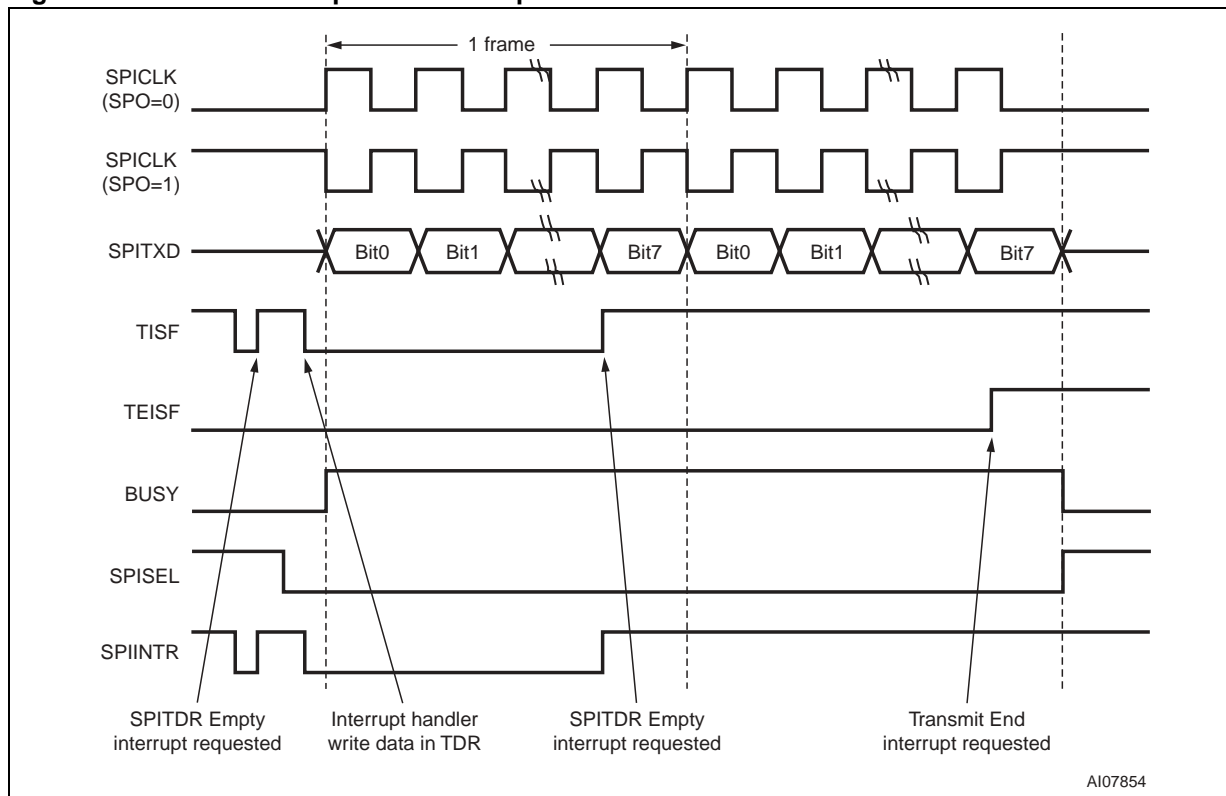 1 frame
SPICLK
(SPO=0)
SPICLK
(SPO=1)
SPITXD
Bit0
Bit1
Bit7
Bit0
Bit1
Bit7
TISF
TEISF
BUSY
SPISEL
SPIINTR
SPITDR Empty
interrupt requested
Interrupt handler
write data in TDR
SPITDR Empty
interrupt requested
Transmit End
interrupt requested
AI07854